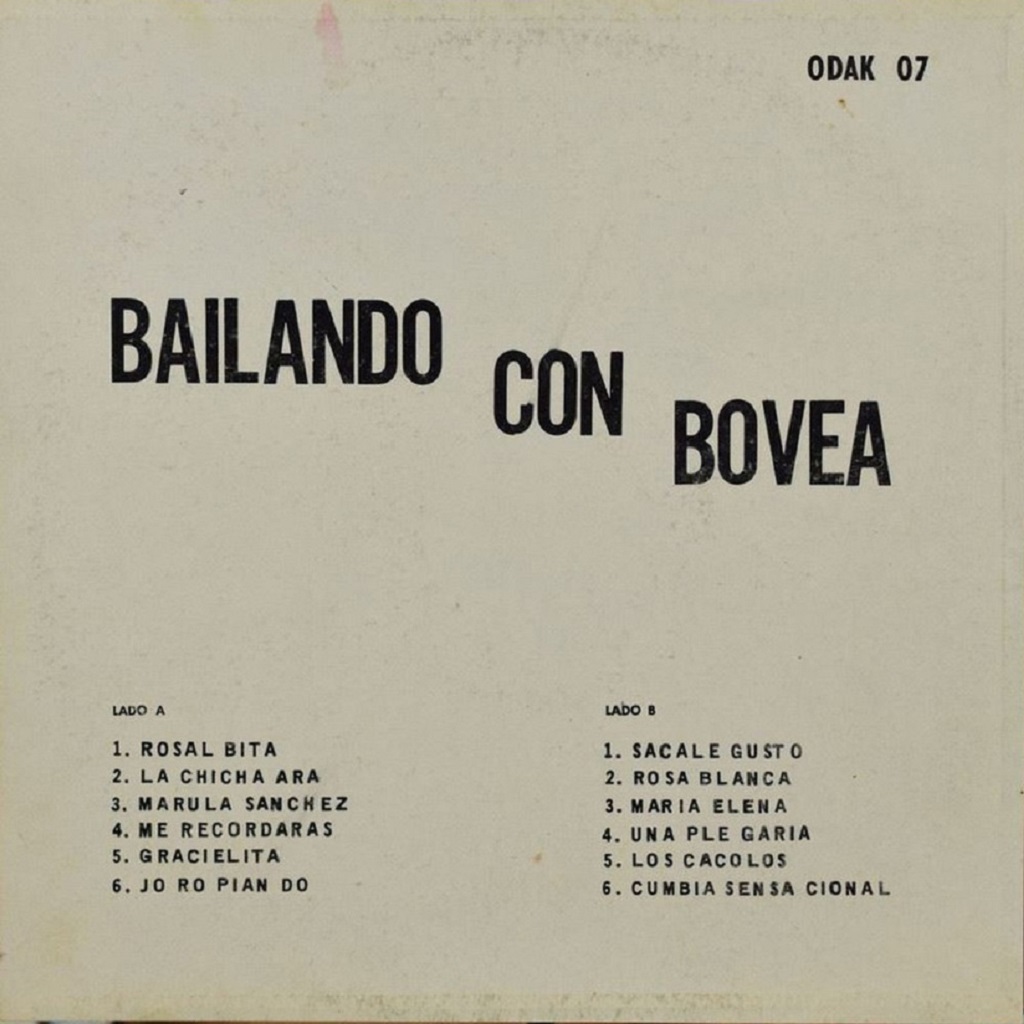 ODAK 07
BAILANDO
CON
BOVEA
LADO A
1. ROSAL BITA
2. LA CHICHA ARA
3. MARULA SANCHEZ
4. ME RECORDARAS
5. GRACIELITA
6. JO RO PIAN DO
LADO B
1. SACALE GUSTO
2. ROSA BLANCA
3. MARIA ELENA
4. UNA PLE GARIA
5. LOS CACOLOS
6. CUMBIA SENSA CIONAL